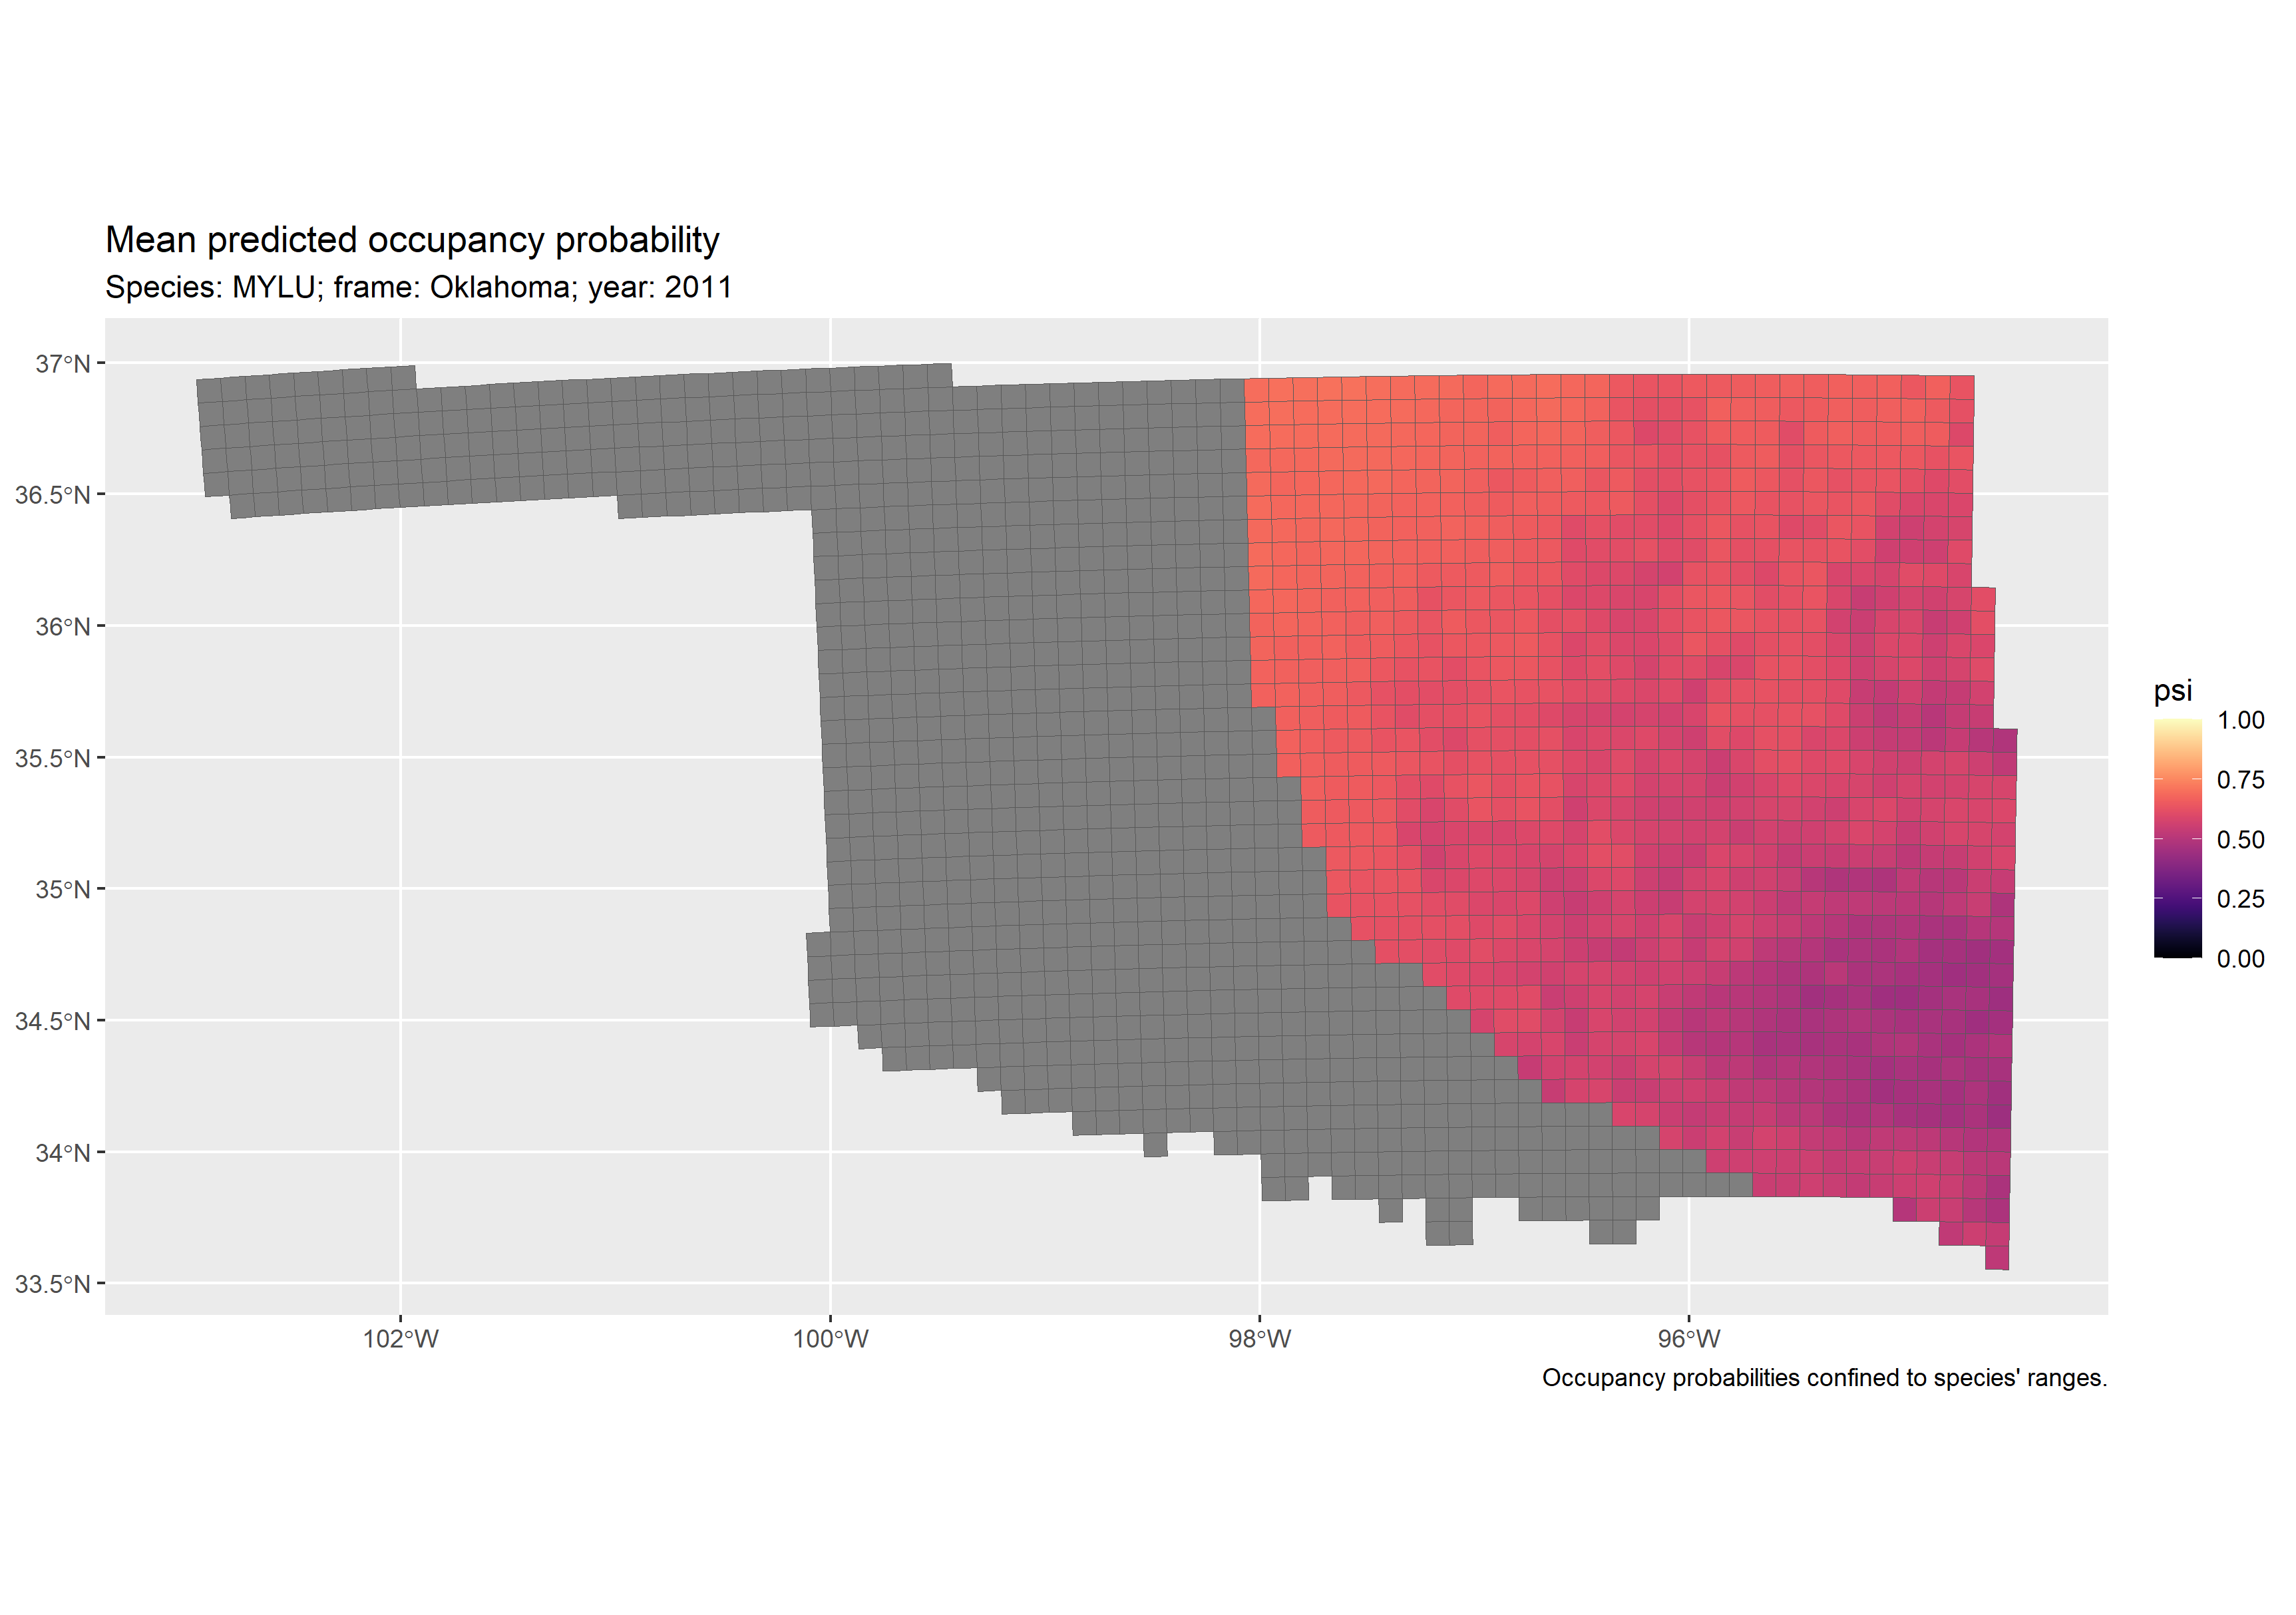 Mean predicted occupancy probability
Species: MYLU; frame: Oklahoma; year: 2011
37°N
36.5°N
36°N
35.5°N
35°N
34.5°N
34°N
33.5°N
102°W
100°W
98°W
96°W
psi
1.00
0.75
0.50
0.25
0.00
Occupancy probabilities confined to species' ranges.